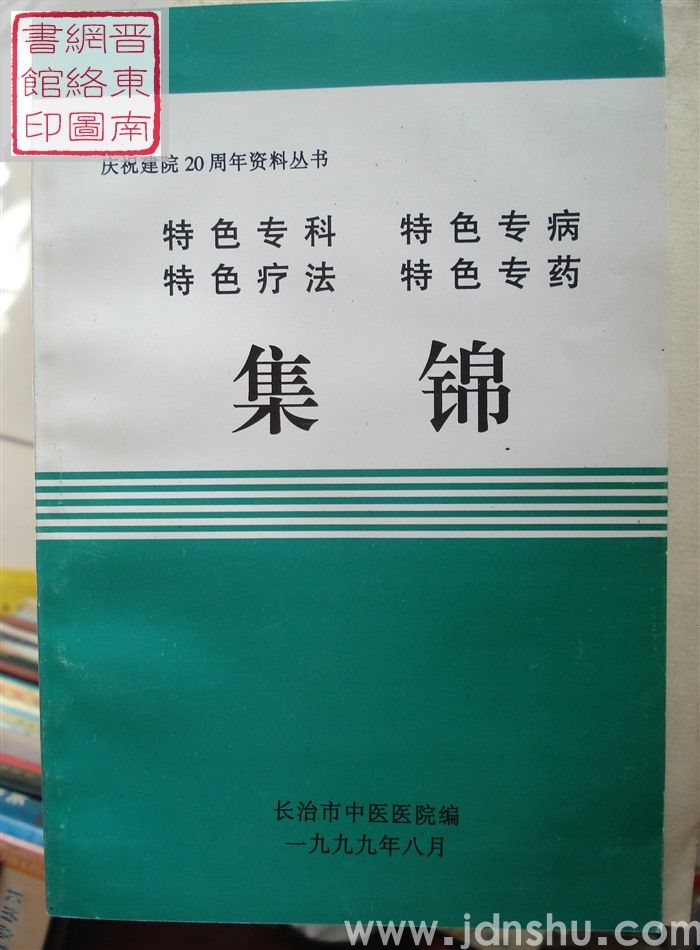 晋东南
網絡圖
書館印
庆祝建院20周年资料丛书
特色专科 特色专病
特色疗法 特色专药
集锦
长治市中医医院编
一九九九年八月
www.jdnshu.com